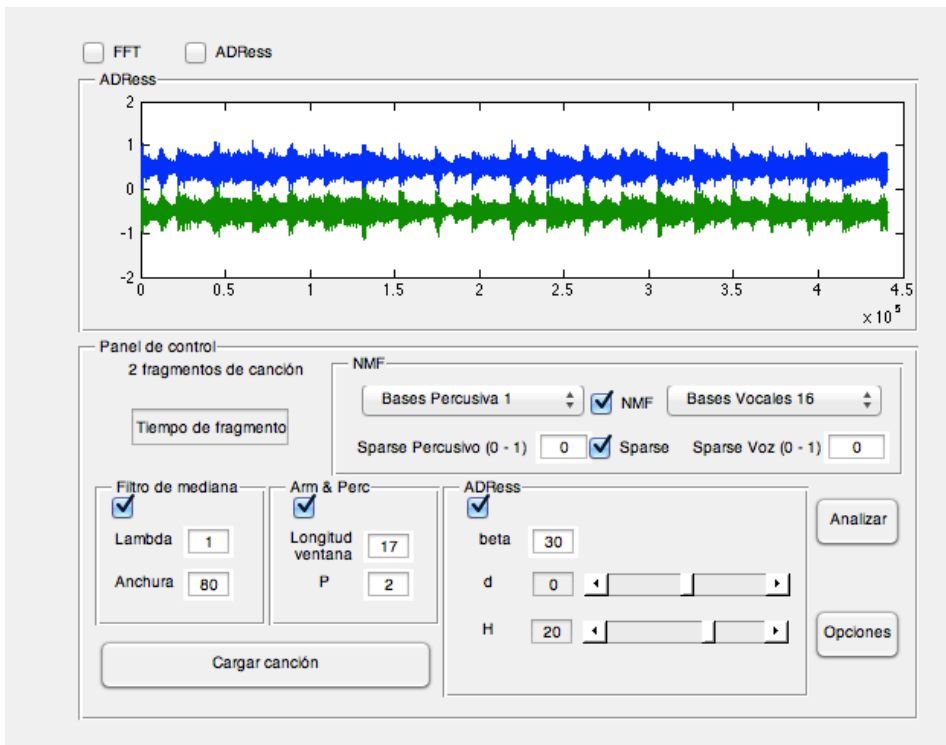 FFT ADRess
ADRess
2
1
0
-1
-2
0 0.5 1 1.5 2 2.5 3 3.5 4 4.5
x 10^5
Panel de control
2 fragmentos de canción
NMF
Bases Percusiva 1 NMF Bases Vocales 16
Tiempo de fragmento
Sparse Percusivo (0 - 1) 0 Sparse Sparse Voz (0 - 1) 0
Filtro de mediana
Lambda 1
Anchura 80
Arm & Perc
Longitud
ventana 17
P 2
ADRess
beta 30
d 0
H 20
Analizar
Opciones
Cargar canción